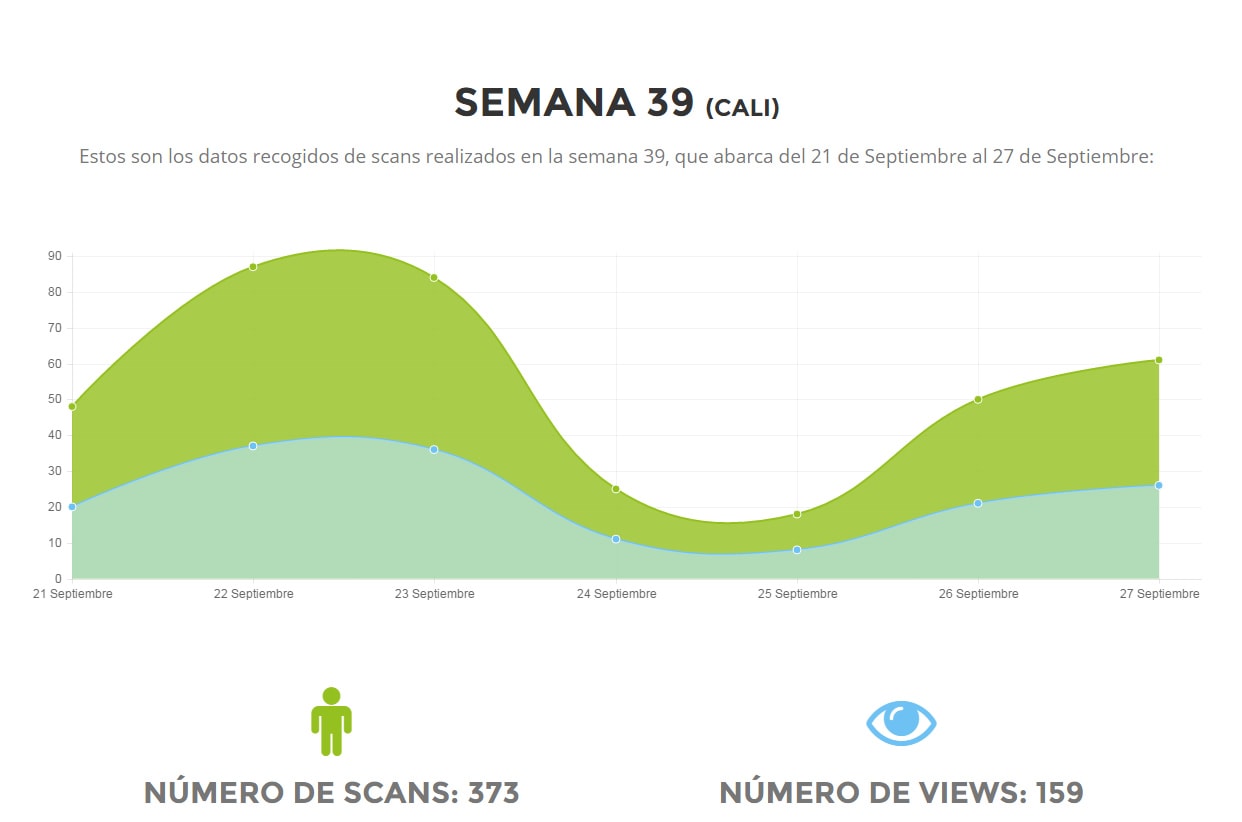 SEMANA 39 (CALI)
Estos son los datos recogidos de scans realizados en la semana 39, que abarca del 21 de Septiembre al 27 de Septiembre:
90
80
70
60
50
40
30
20
10
0
21 Septiembre 22 Septiembre 23 Septiembre 24 Septiembre 25 Septiembre 26 Septiembre 27 Septiembre
NÚMERO DE SCANS: 373 NÚMERO DE VIEWS: 159